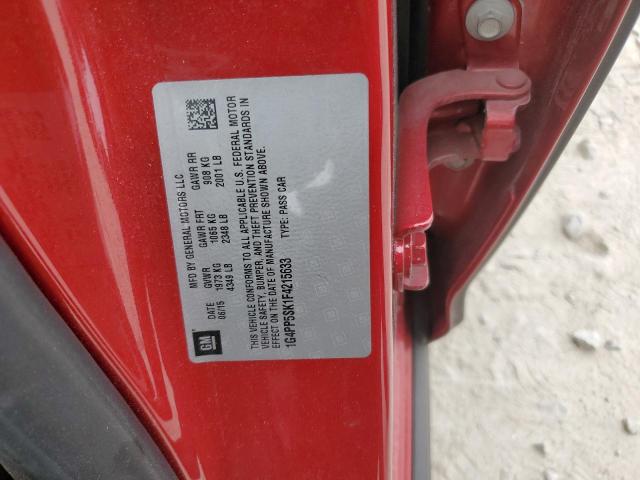 GM
MFD BY GENERAL MOTORS LLC
DATE GVWR GAWR FRT GAWR RR
06/15 1973 KG 1065 KG 908 KG
4349 LB 2348 LB 2001 LB
THIS VEHICLE CONFORMS TO ALL APPLICABLE U.S. FEDERAL MOTOR
VEHICLE SAFETY, BUMPER, AND THEFT PREVENTION STANDARDS IN
EFFECT ON THE DATE OF MANUFACTURE SHOWN ABOVE.
1G4PP5SK1F4215633 TYPE: PASS CAR